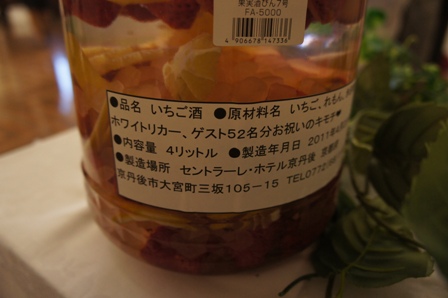 果実酒びん7号
FA-5000
4906678147336
●品名 いちご酒 ●原材料名 いちご、れもん、
ホワイトリカー、ゲスト52名分お祝いのキモチ♥
●内容量 4リットル ●製造年月日 2011年
●製造場所 セントラーレ・ホテル京丹後
京丹後市大宮町三坂105-15 TEL0772